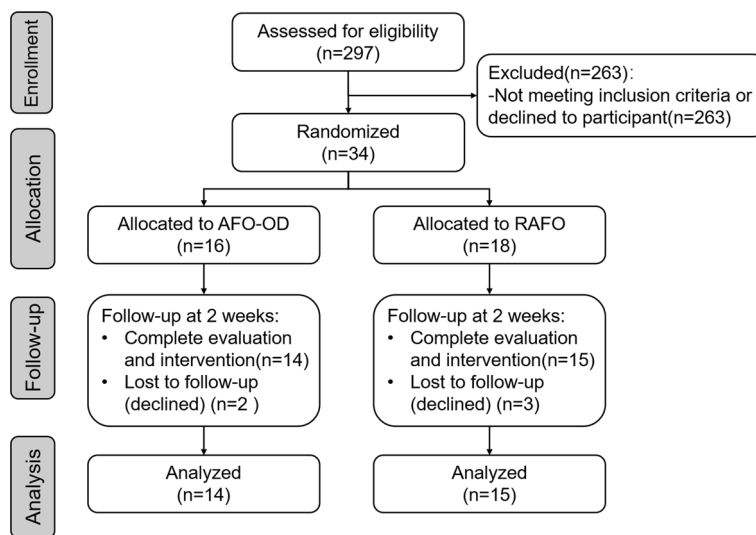 Enrollment
Assessed for eligibility
(n=297)
Excluded(n=263):
-Not meeting inclusion criteria or
declined to participant(n=263)
Randomized
(n=34)
Allocation
Allocated to AFO-OD
(n=16)
Allocated to RAFO
(n=18)
Follow-up
Follow-up at 2 weeks:
• Complete evaluation
and intervention(n=14)
• Lost to follow-up
(declined) (n=2 )
Follow-up at 2 weeks:
• Complete evaluation
and intervention(n=15)
• Lost to follow-up
(declined) (n=3)
Analysis
Analyzed
(n=14)
Analyzed
(n=15)